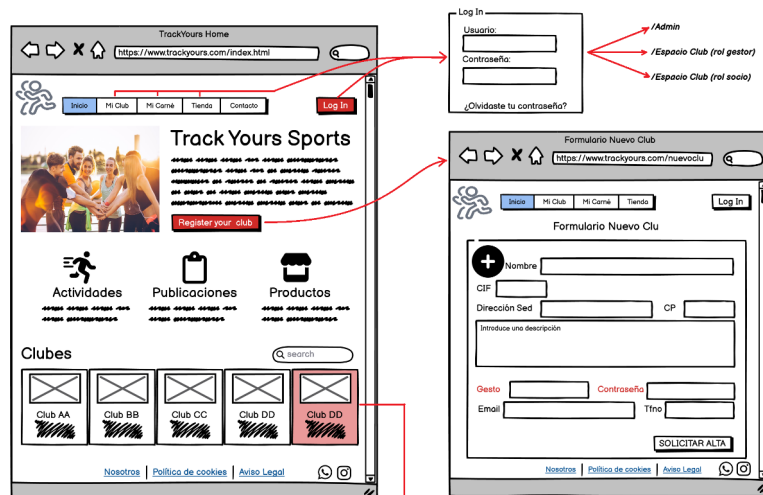 TrackYours Home
https://www.trackyours.com/index.html
Inicio Mi Club Mi Carné Tienda Contacto Log In
Track Yours Sports
Register your club
Actividades Publicaciones Productos
Clubes search
Club AA Club BB Club CC Club DD Club DD
Nosotros Política de cookies Aviso Legal
Log In
Usuario:
Contraseña:
¿Olvidaste tu contraseña?
/Admin
/Espacio Club (rol gestor)
/Espacio Club (rol socio)
Formulario Nuevo Club
https://www.trackyours.com/nuevoclu
Inicio Mi Club Mi Carné Tienda Log In
Formulario Nuevo Clu
Nombre
CIF
Dirección Sed CP
Introduce una descripción
Gesto Contraseña
Email Tfno
SOLICITAR ALTA
Nosotros Política de cookies Aviso Legal